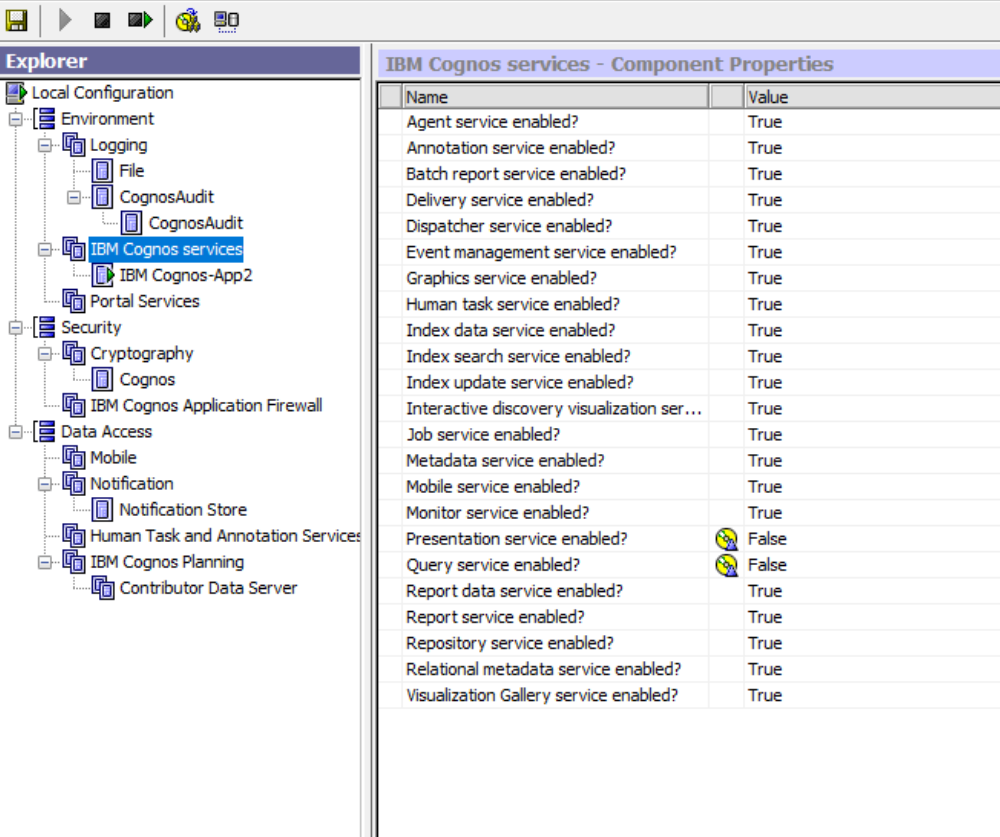 Explorer
Local Configuration
Environment
Logging
File
CognosAudit
CognosAudit
IBM Cognos services
IBM Cognos-App2
Portal Services
Security
Cryptography
Cognos
IBM Cognos Application Firewall
Data Access
Mobile
Notification
Notification Store
Human Task and Annotation Services
IBM Cognos Planning
Contributor Data Server
IBM Cognos services - Component Properties
Name Value
Agent service enabled? True
Annotation service enabled? True
Batch report service enabled? True
Delivery service enabled? True
Dispatcher service enabled? True
Event management service enabled? True
Graphics service enabled? True
Human task service enabled? True
Index data service enabled? True
Index search service enabled? True
Index update service enabled? True
Interactive discovery visualization ser... True
Job service enabled? True
Metadata service enabled? True
Mobile service enabled? True
Monitor service enabled? True
Presentation service enabled? False
Query service enabled? False
Report data service enabled? True
Report service enabled? True
Repository service enabled? True
Relational metadata service enabled? True
Visualization Gallery service enabled? True